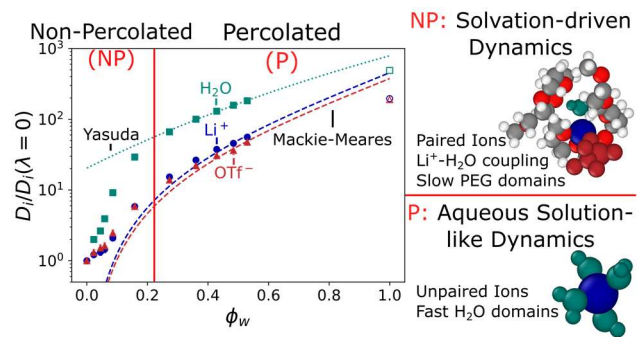 Non-Percolated
(NP)
Percolated
(P)
Yasuda
H₂O
Li⁺
OTf⁻
Mackie-Meares
Dᵢ/Dᵢ(λ = 0)
10³
10²
10¹
10⁰
0.0 0.2 0.4 0.6 0.8 1.0
ϕ_w
NP: Solvation-driven
Dynamics
Paired Ions
Li⁺-H₂O coupling
Slow PEG domains
P: Aqueous Solution-
like Dynamics
Unpaired Ions
Fast H₂O domains